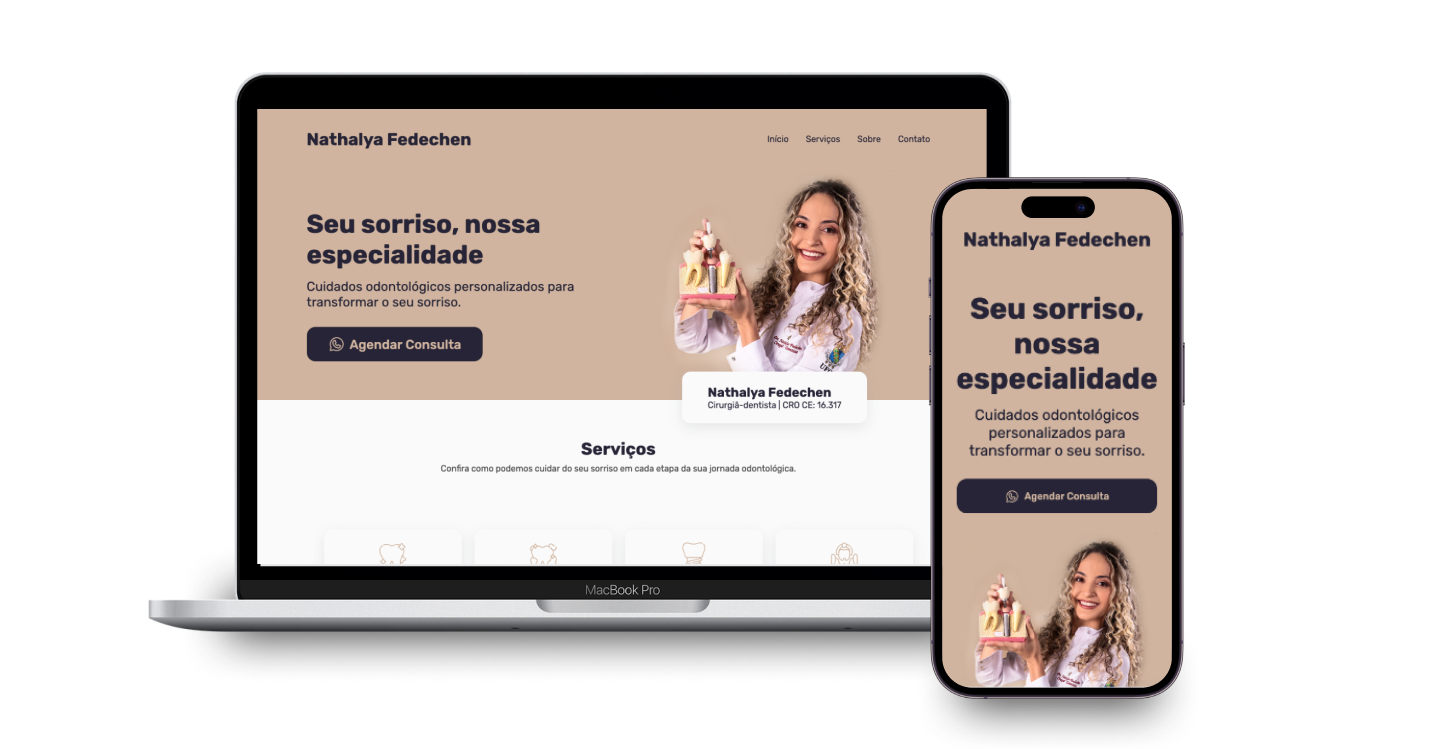 Nathalya Fedechen
Início Serviços Sobre Contato
Seu sorriso, nossa
especialidade
Cuidados odontológicos personalizados para
transformar o seu sorriso.
Agendar Consulta
Nathalya Fedechen
Cirurgiã-dentista | CRO CE: 16.317
Serviços
Confira como podemos cuidar do seu sorriso em cada etapa da sua jornada odontológica.
MacBook Pro
Nathalya Fedechen
Seu sorriso,
nossa
especialidade
Cuidados odontológicos
personalizados para
transformar o seu sorriso.
Agendar Consulta